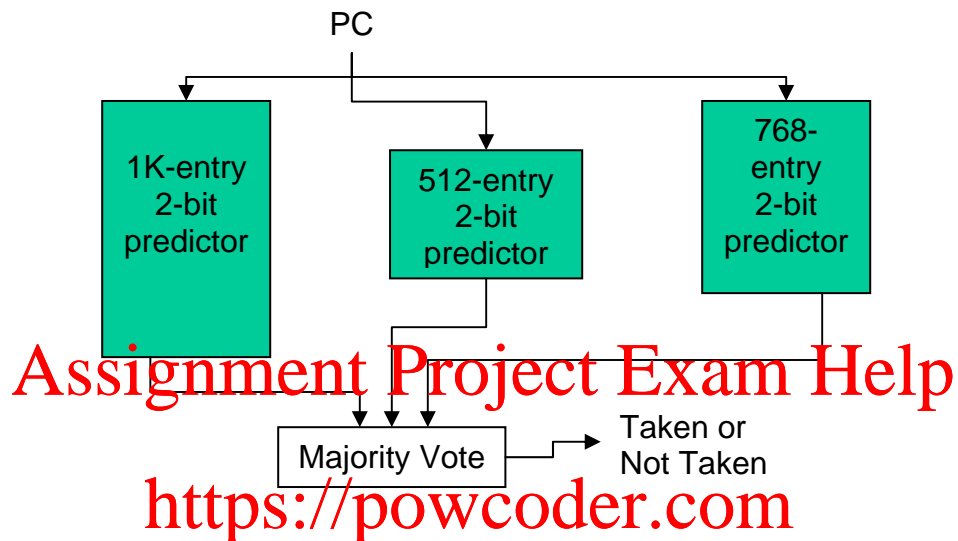 PC
1K-entry
2-bit
predictor
512-entry
2-bit
predictor
768-
entry
2-bit
predictor
Assignment Project Exam Help
Majority Vote
Taken or
Not Taken
https://powcoder.com